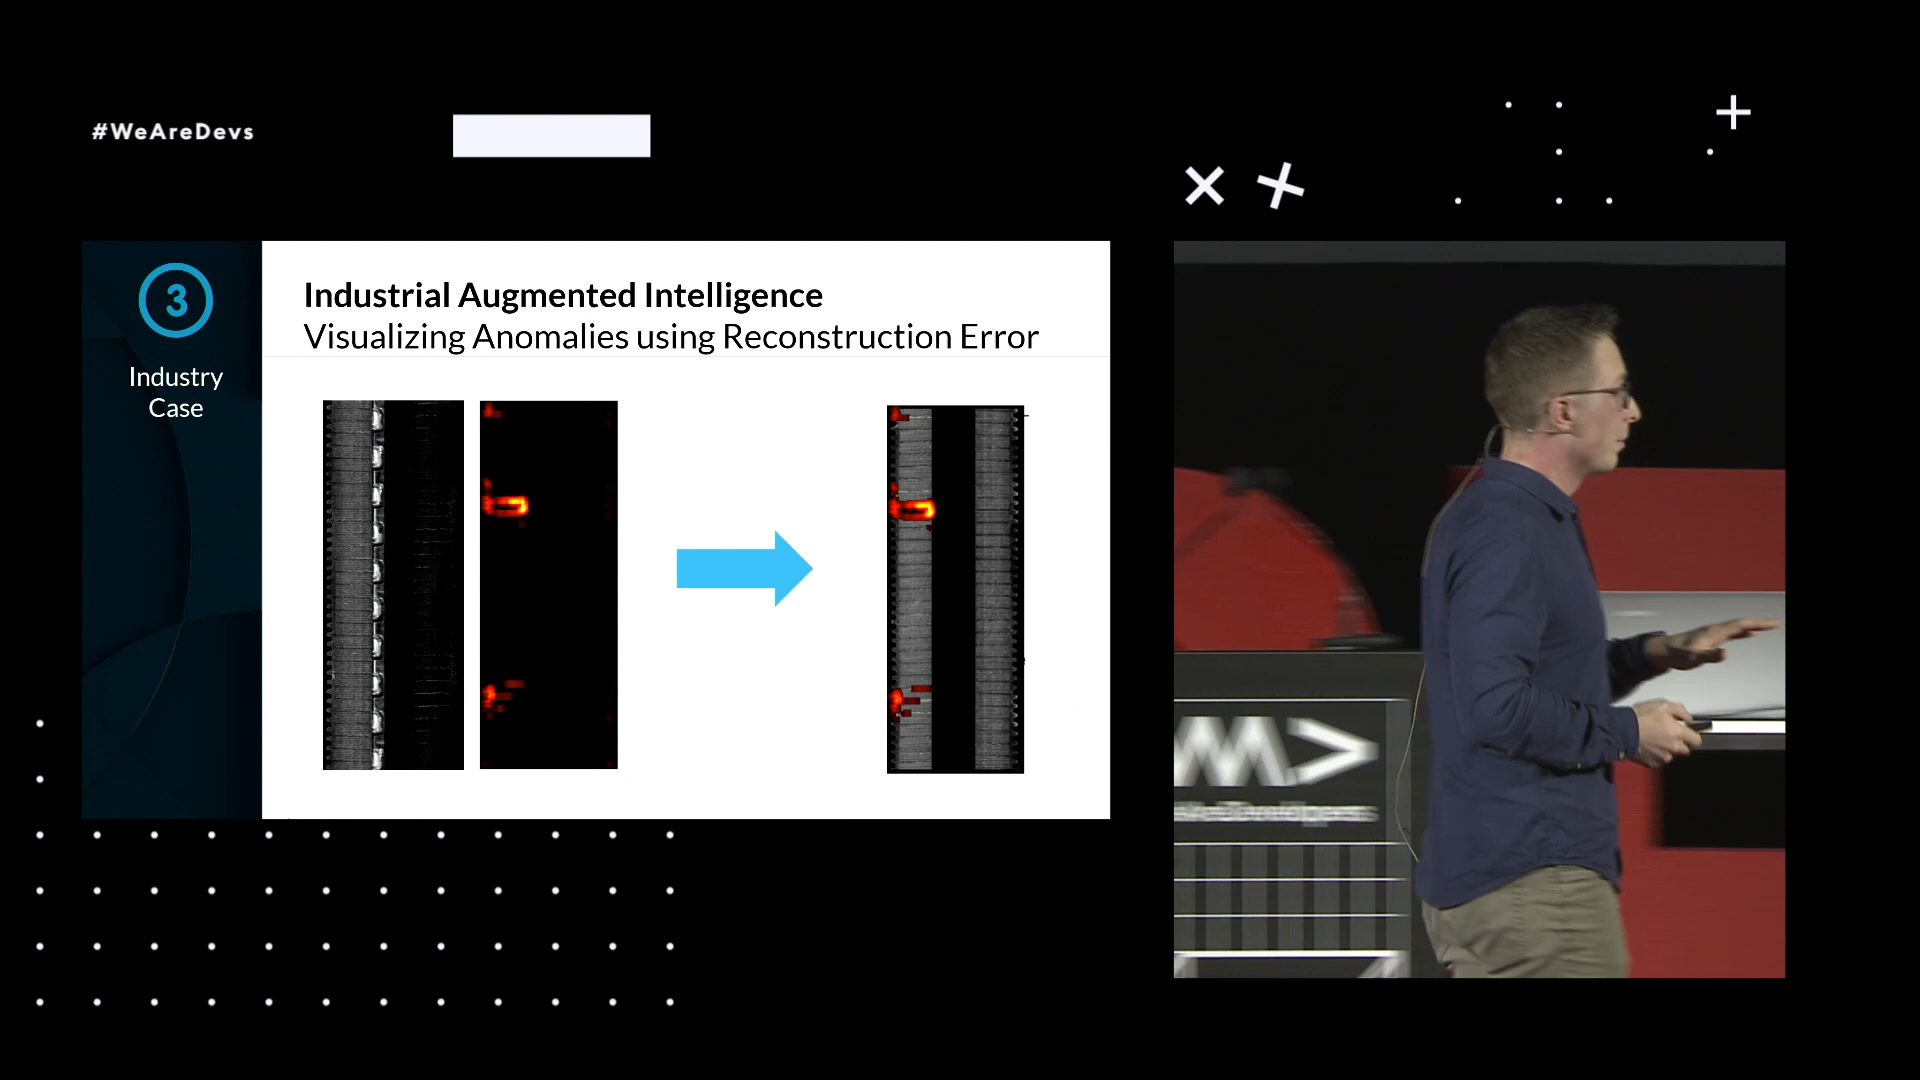 #WeAreDevs
3
Industry
Case
Industrial Augmented Intelligence
Visualizing Anomalies using Reconstruction Error